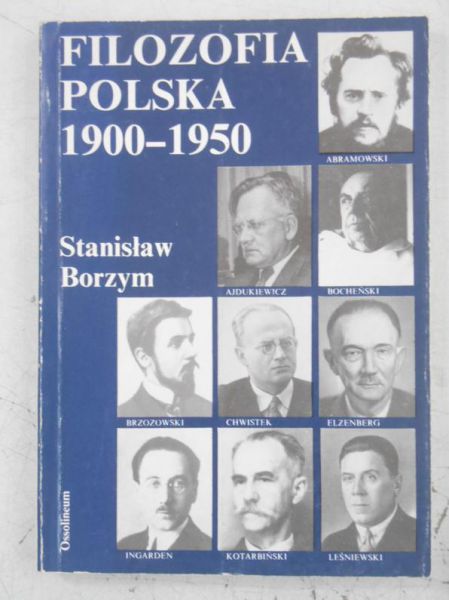 FILOZOFIA
POLSKA
1900–1950
ABRAMOWSKI
Stanisław
Borzym
AJDUKIEWICZ
BOCHEŃSKI
BRZOZOWSKI
CHWISTEK
ELZENBERG
INGARDEN
KOTARBIŃSKI
LEŚNIEWSKI
Ossolineum